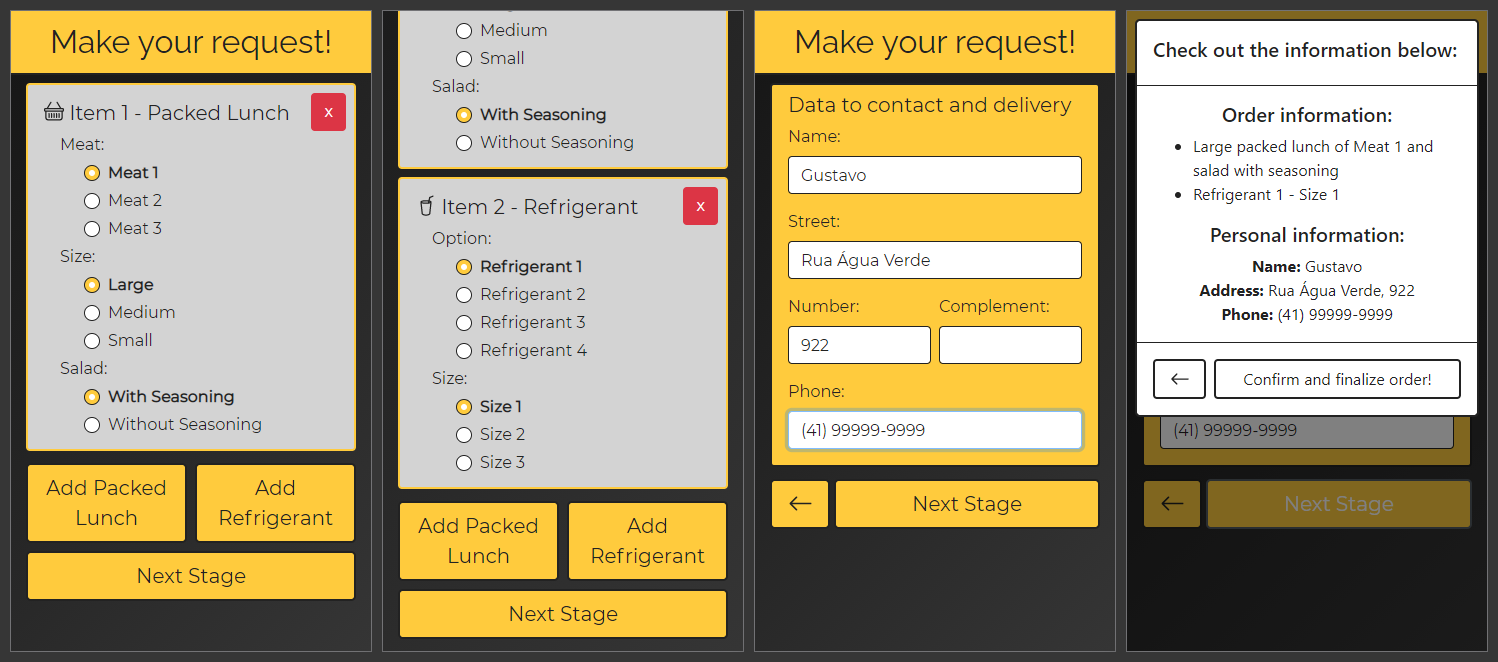 Make your request!
Item 1 - Packed Lunch
x
Meat:
Meat 1
Meat 2
Meat 3
Size:
Large
Medium
Small
Salad:
With Seasoning
Without Seasoning
Add Packed
Lunch
Add
Refrigerant
Next Stage
Medium
Small
Salad:
With Seasoning
Without Seasoning
Item 2 - Refrigerant
x
Option:
Refrigerant 1
Refrigerant 2
Refrigerant 3
Refrigerant 4
Size:
Size 1
Size 2
Size 3
Add Packed
Lunch
Add
Refrigerant
Next Stage
Make your request!
Data to contact and delivery
Name:
Gustavo
Street:
Rua Água Verde
Number:
Complement:
922
Phone:
(41) 99999-9999
← Next Stage
Check out the information below:
Order information:
• Large packed lunch of Meat 1 and
salad with seasoning
• Refrigerant 1 - Size 1
Personal information:
Name: Gustavo
Address: Rua Água Verde, 922
Phone: (41) 99999-9999
← Confirm and finalize order!
(41) 99999-9999
← Next Stage